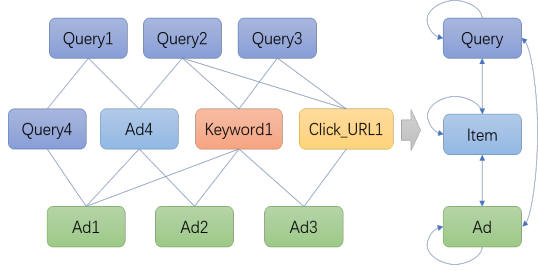 Query1
Query2
Query3
Query
Query4
Ad4
Keyword1
Click_URL1
Item
Ad1
Ad2
Ad3
Ad